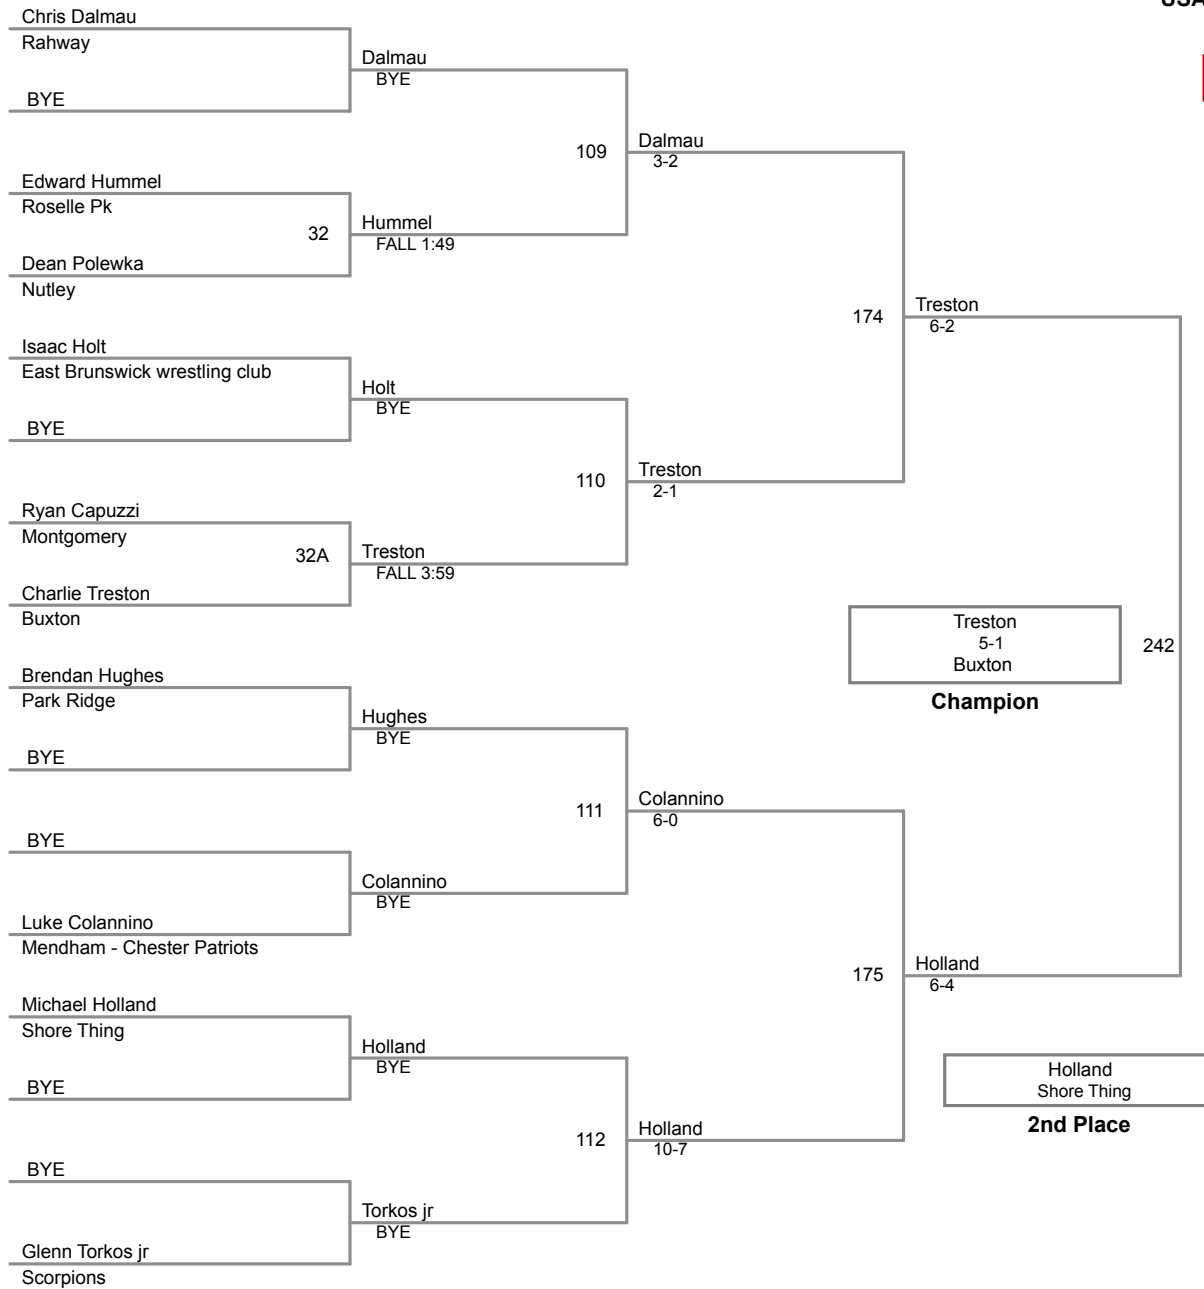 USA
Chris Dalmau
Rahway
BYE
Edward Hummel
Roselle Pk
Dean Polewka
Nutley
Isaac Holt
East Brunswick wrestling club
BYE
Ryan Capuzzi
Montgomery
Charlie Treston
Buxton
Brendan Hughes
Park Ridge
BYE
BYE
Luke Colannino
Mendham - Chester Patriots
Michael Holland
Shore Thing
BYE
BYE
Glenn Torkos jr
Scorpions
Dalmau
BYE
32
Hummel
FALL 1:49
Holt
BYE
32A
Treston
FALL 3:59
Hughes
BYE
Colannino
BYE
Holland
BYE
Torkos jr
BYE
109
Dalmau
3-2
110
Treston
2-1
111
Colannino
6-0
112
Holland
10-7
174
Treston
6-2
175
Holland
6-4
242
Treston
5-1
Buxton
Champion
Holland
Shore Thing
2nd Place